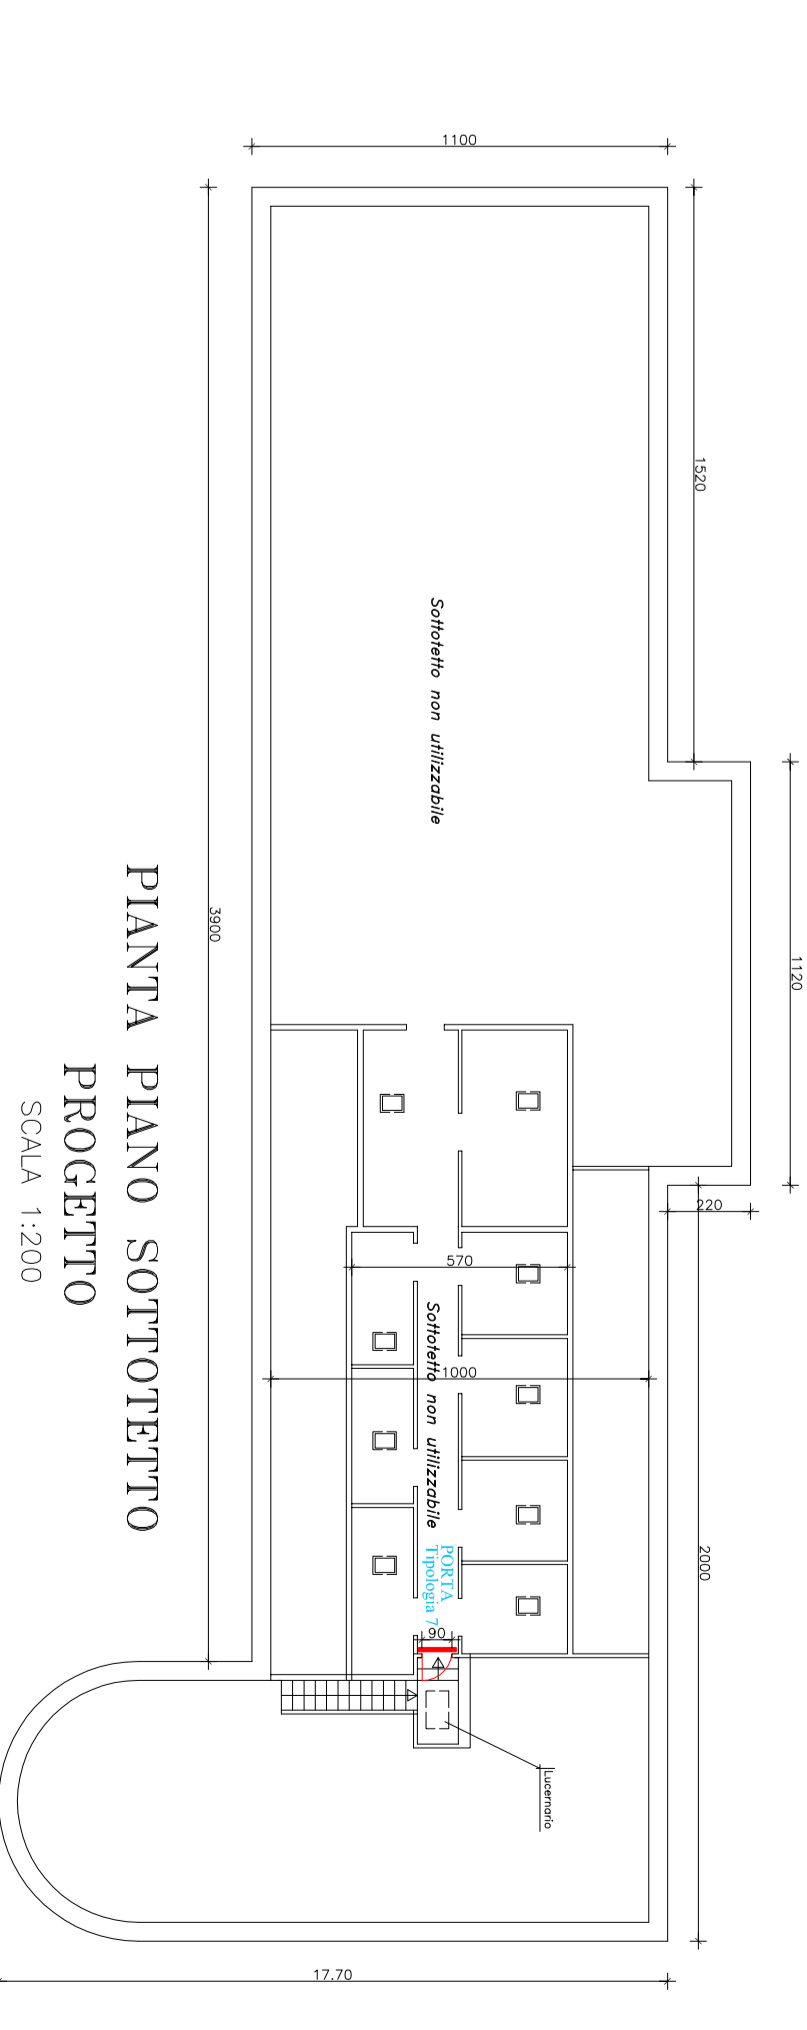 1100
1520
1120
Sottotetto non utilizzabile
3900
220
570
1000
Sottotetto non utilizzabile
2000
PORTA
Tipologia 7
90
Lucernario
17.70
PIANTA PIANO SOTTOTETTO
PROGETTO
SCALA 1:200